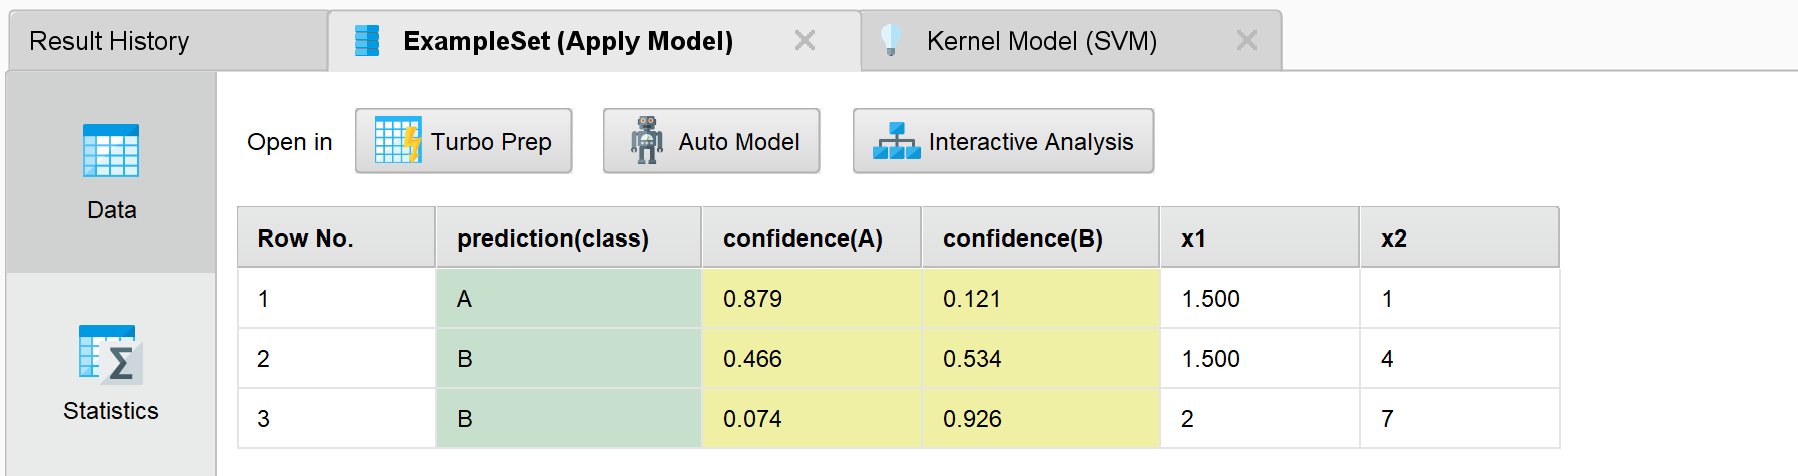 Result History ExampleSet (Apply Model) Kernel Model (SVM)
Open in Turbo Prep Auto Model Interactive Analysis
Data
Statistics
Row No. prediction(class) confidence(A) confidence(B) x1 x2
1 A 0.879 0.121 1.500 1
2 B 0.466 0.534 1.500 4
3 B 0.074 0.926 2 7